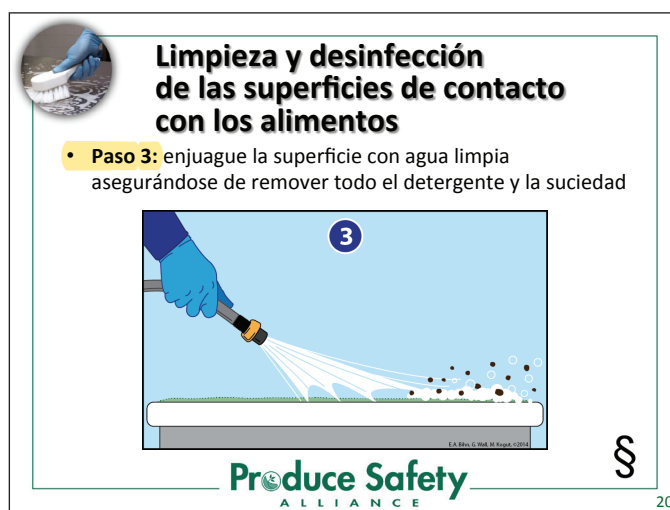 Limpieza y desinfección
de las superficies de contacto
con los alimentos
• Paso 3: enjuague la superficie con agua limpia
asegurándose de remover todo el detergente y la suciedad
3
E.A. Bihn, G. Wall, M. Kogut, ©2014
§
Produce Safety
ALLIANCE
20